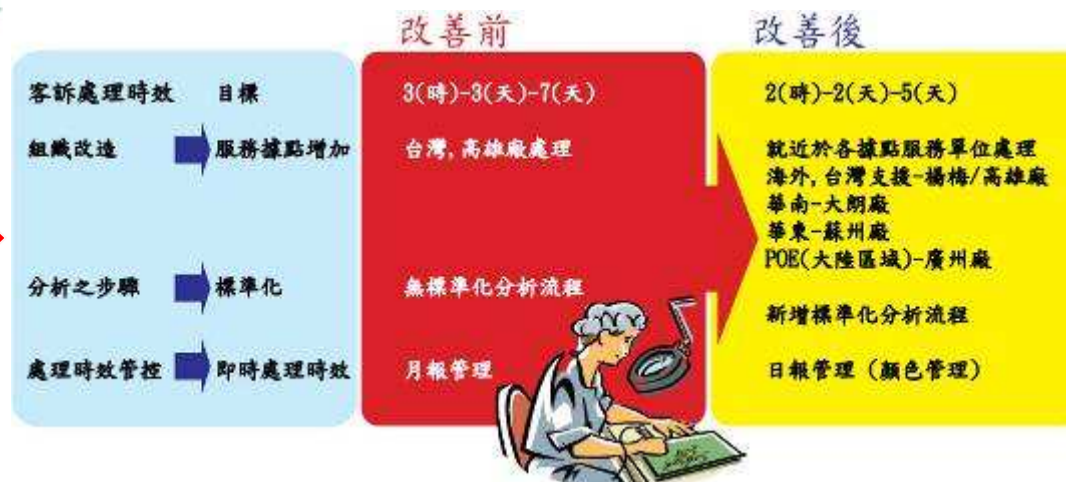 改善前
改善後
客訴處理時效 目標 3(時)-3(天)-7(天) 2(時)-2(天)-5(天)
組織改造 服務據點增加 台灣,高雄廠處理 就近於各據點服務單位處理
海外,台灣支援-楊梅/高雄廠
華南-大朗廠
華東-蘇州廠
POE(大陸區域)-廣州廠
分析之步驟 標準化 無標準化分析流程 新增標準化分析流程
處理時效管控 即時處理時效 月報管理 日報管理 (顏色管理)